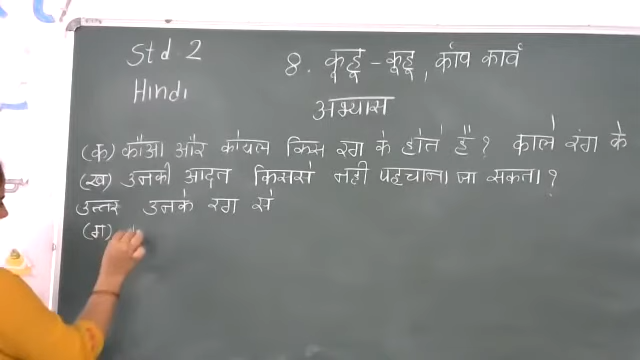 Std 2
Hindi
8. कूहू - कूहू, काँव काव
अभ्यास
(क) कौआ और कोयल किस रंग के होते है? काले रंग के
(ख) उनकी आदत किससे नही पहचाना जा सकता?
उत्तर उनके रंग से
(ग)